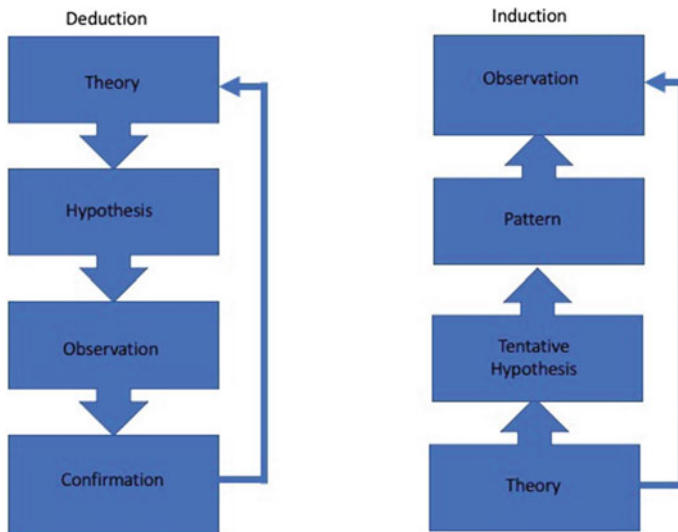 Deduction
Theory
Hypothesis
Observation
Confirmation
Induction
Observation
Pattern
Tentative
Hypothesis
Theory